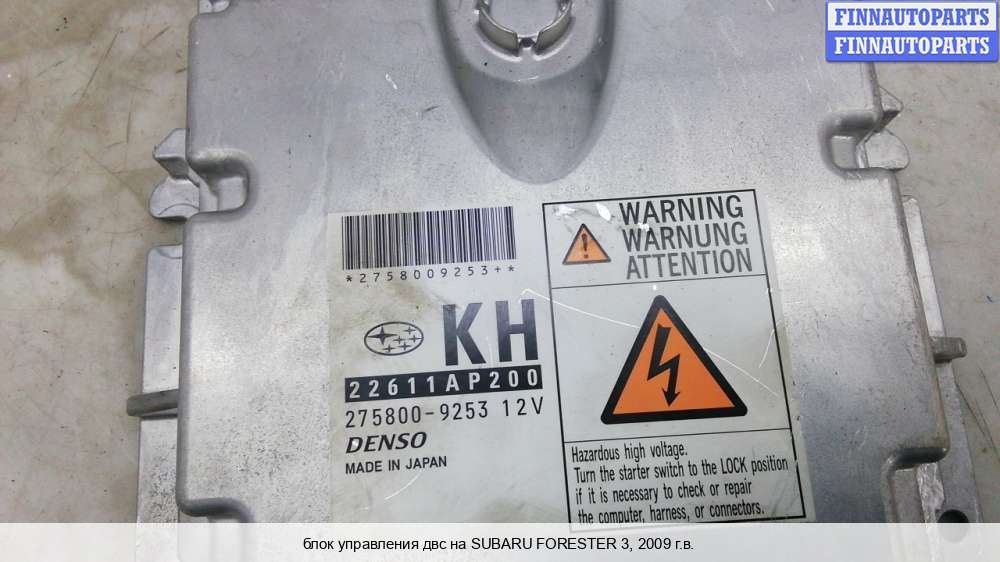 FINNAUTOPARTS
FINNAUTOPARTS
*2758009253+*
KH
22611AP200
275800-9253 12V
DENSO
MADE IN JAPAN
WARNING
WARNUNG
ATTENTION
Hazardous high voltage.
Turn the starter switch to the LOCK position
if it is necessary to check or repair
the computer, harness, or connectors.
блок управления двс на SUBARU FORESTER 3, 2009 г.в.